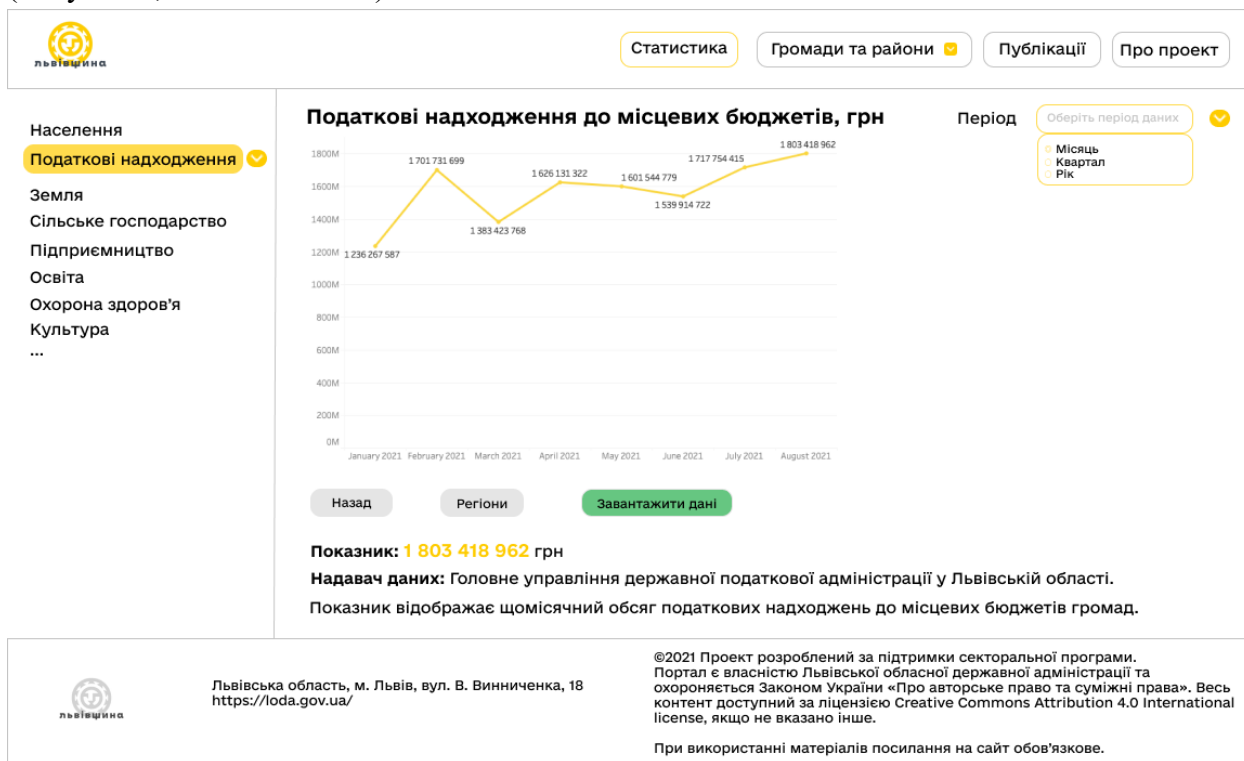 львівщина
Статистика
Громади та райони
Публікації
Про проект
Населення
Податкові надходження
Земля
Сільське господарство
Підприємництво
Освіта
Охорона здоров'я
Культура
...
Податкові надходження до місцевих бюджетів, грн
Період
Оберіть період даних
Місяць
Квартал
Рік
1800M
1600M
1400M
1200M
1000M
800M
600M
400M
200M
0M
1 236 267 587
1 701 731 699
1 383 423 768
1 626 131 322
1 601 544 779
1 539 914 722
1 717 754 415
1 803 418 962
January 2021 February 2021 March 2021 April 2021 May 2021 June 2021 July 2021 August 2021
Назад
Регіони
Завантажити дані
Показник: 1 803 418 962 грн
Надавач даних: Головне управління державної податкової адміністрації у Львівській області.
Показник відображає щомісячний обсяг податкових надходжень до місцевих бюджетів громад.
львівщина
Львівська область, м. Львів, вул. В. Винниченка, 18
https://loda.gov.ua/
©2021 Проект розроблений за підтримки секторальної програми.
Портал є власністю Львівської обласної державної адміністрації та
охороняється Законом України «Про авторське право та суміжні права». Весь
контент доступний за ліцензією Creative Commons Attribution 4.0 International
license, якщо не вказано інше.
При використанні матеріалів посилання на сайт обов'язкове.